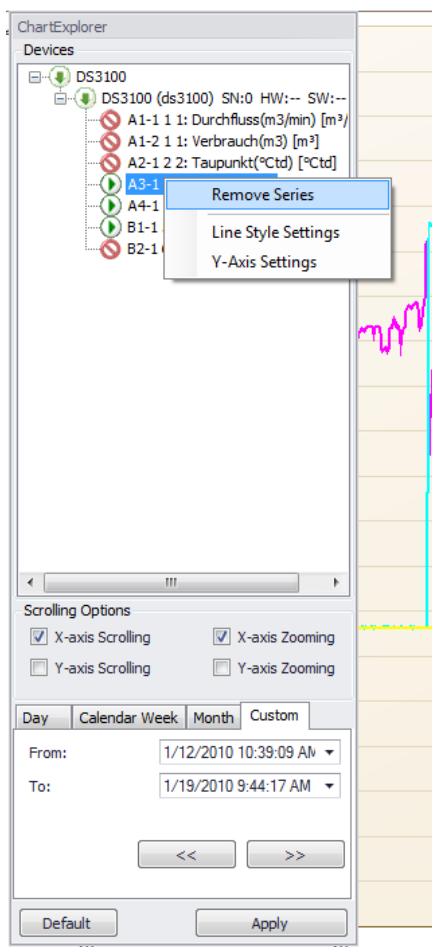 ChartExplorer
Devices
DS3100
DS3100 (ds3100) SN:0 HW:-- SW:--
A1-1 1 1: Durchfluss(m3/min) [m³/
A1-2 1 1: Verbrauch(m3) [m³]
A2-1 2 2: Taupunkt(°Ctd) [°Ctd]
A3-1
Remove Series
A4-1
B1-1
Line Style Settings
B2-1
Y-Axis Settings
Scrolling Options
X-axis Scrolling X-axis Zooming
Y-axis Scrolling Y-axis Zooming
Day Calendar Week Month Custom
From: 1/12/2010 10:39:09 AM
To: 1/19/2010 9:44:17 AM
<< >>
Default Apply